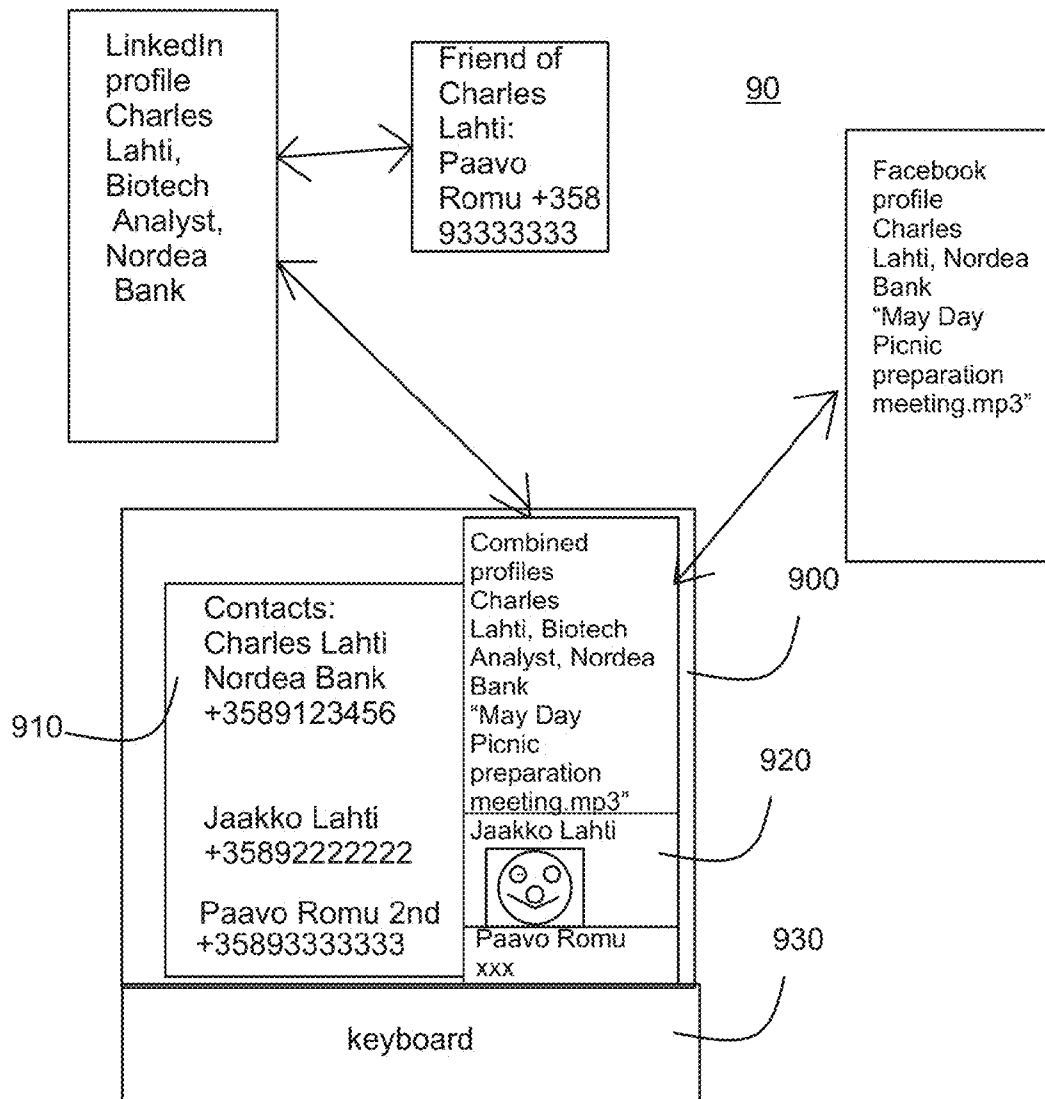 LinkedIn
profile
Charles
Lahti,
Biotech
Analyst,
Nordea
Bank
Friend of
Charles
Lahti:
Paavo
Romu +358
93333333
90
Facebook
profile
Charles
Lahti, Nordea
Bank
“May Day
Picnic
preparation
meeting.mp3”
Contacts:
Charles Lahti
Nordea Bank
+3589123456
Jaakko Lahti
+35892222222
Paavo Romu 2nd
+35893333333
910
Combined
profiles
Charles
Lahti, Biotech
Analyst, Nordea
Bank
“May Day
Picnic
preparation
meeting.mp3”
Jaakko Lahti
Paavo Romu
xxx
900
920
930
keyboard